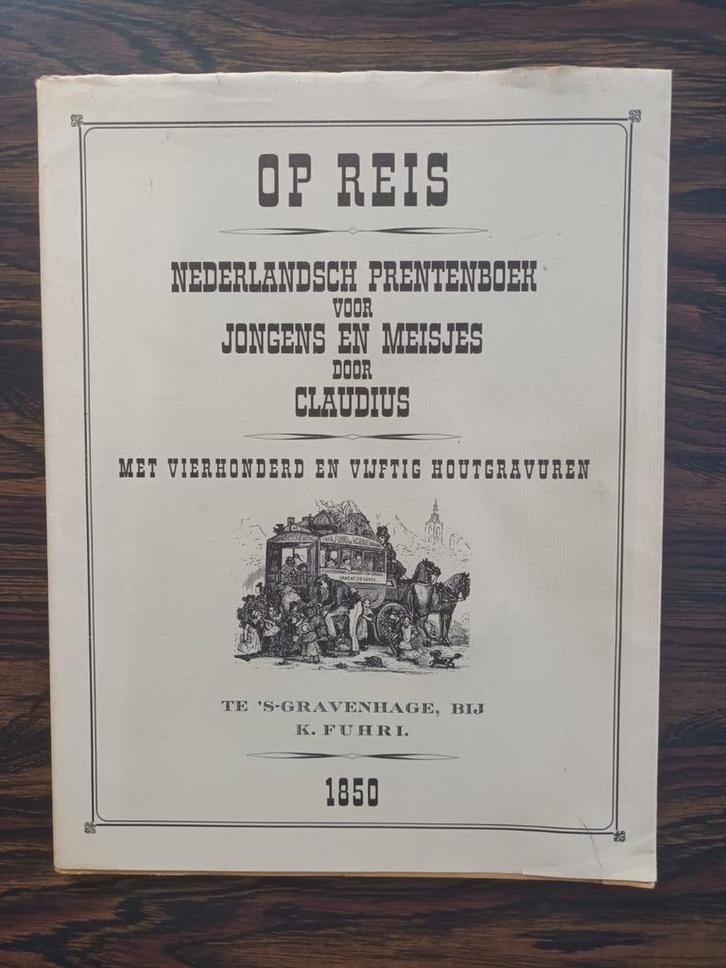 OP REIS
NEDERLANDSCH PRENTENBOEK
VOOR
JONGENS EN MEISJES
DOOR
CLAUDIUS
MET VIERHONDERD EN VIJFTIG HOUTGRAVUREN
TE 'S-GRAVENHAGE, BIJ
K. FUHRI.
1850